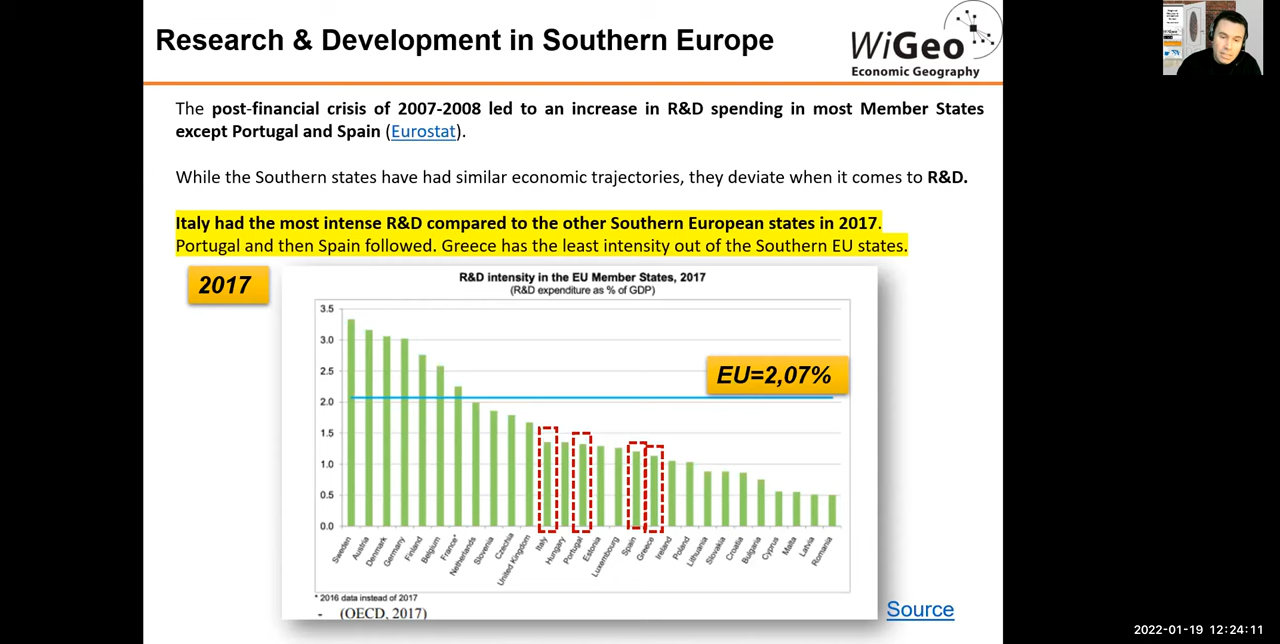 Research & Development in Southern Europe
WiGeo
Economic Geography
The post-financial crisis of 2007-2008 led to an increase in R&D spending in most Member States
except Portugal and Spain (Eurostat).
While the Southern states have had similar economic trajectories, they deviate when it comes to R&D.
Italy had the most intense R&D compared to the other Southern European states in 2017.
Portugal and then Spain followed. Greece has the least intensity out of the Southern EU states.
2017
R&D intensity in the EU Member States, 2017
(R&D expenditure as % of GDP)
3.5
3.0
2.5
2.0
1.5
1.0
0.5
0.0
EU=2,07%
Sweden
Austria
Denmark
Germany
Finland
Belgium
France*
Netherlands
Slovenia
Czechia
United Kingdom
Italy
Hungary
Portugal
Estonia
Luxembourg
Spain
Greece
Ireland
Poland
Lithuania
Slovakia
Croatia
Bulgaria
Cyprus
Malta
Latvia
Romania
* 2016 data instead of 2017
- (OECD, 2017)
Source
2022-01-19 12:24:11